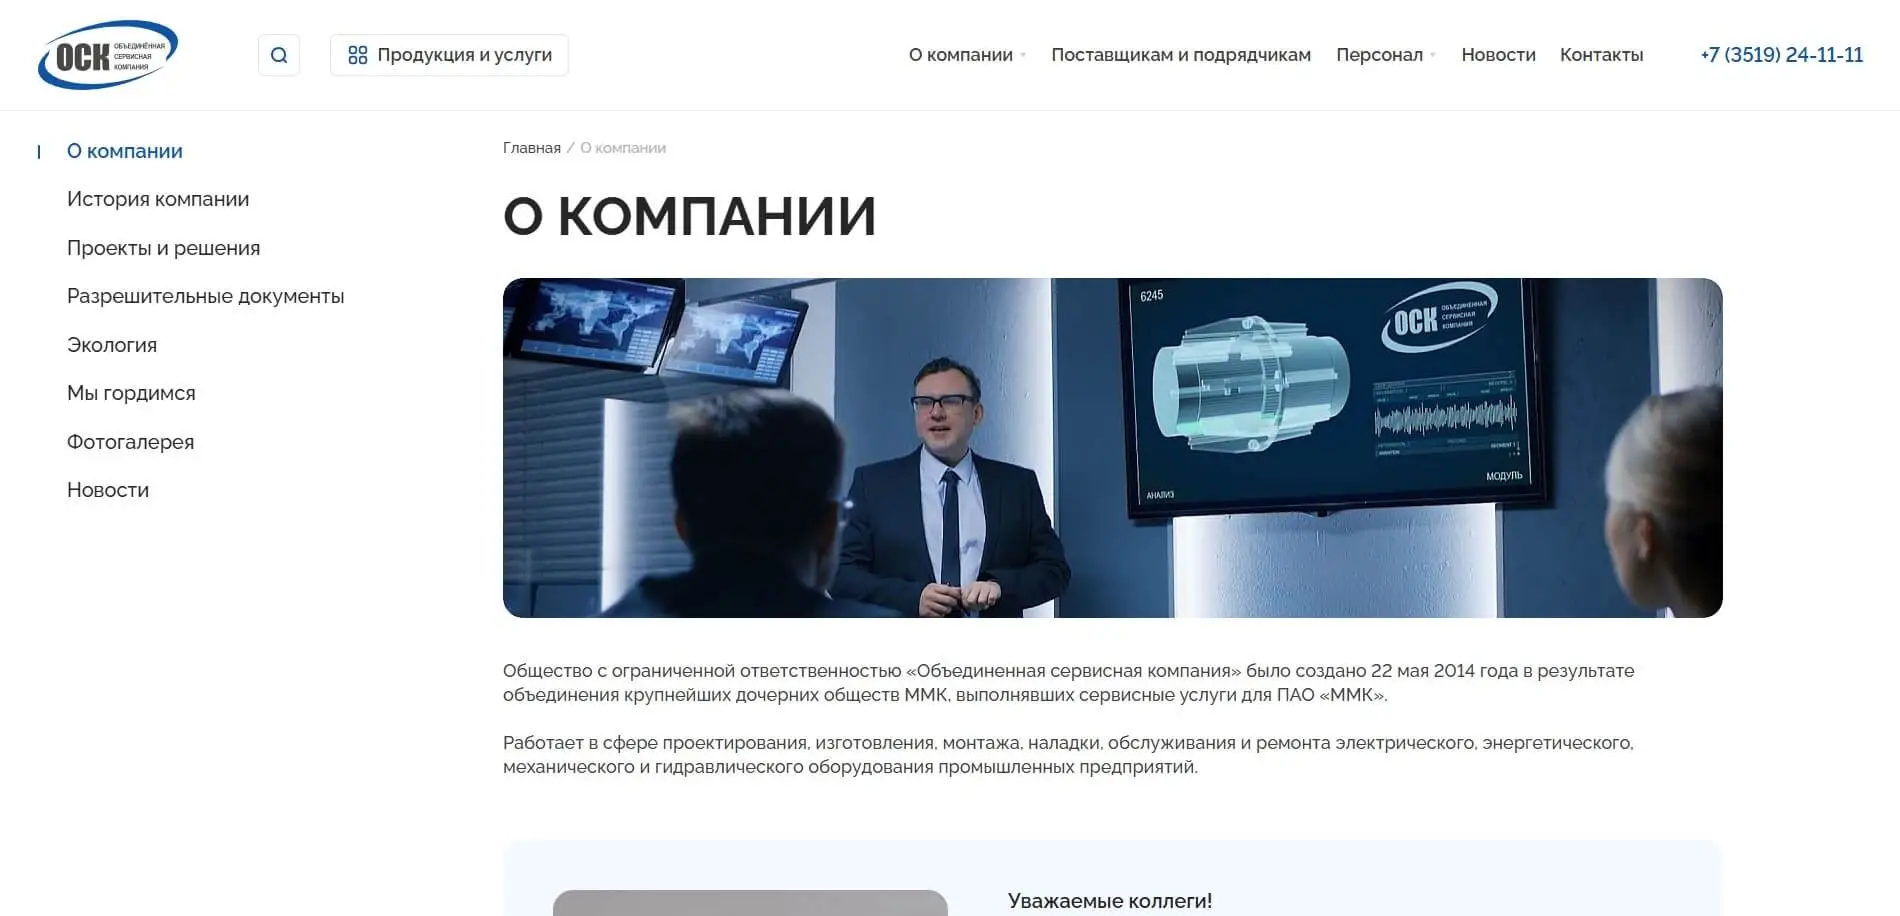 ОСК
ОБЪЕДИНЁННАЯ
СЕРВИСНАЯ
КОМПАНИЯ
Продукция и услуги
О компании
Поставщикам и подрядчикам
Персонал
Новости
Контакты
+7 (3519) 24-11-11
О компании
История компании
Проекты и решения
Разрешительные документы
Экология
Мы гордимся
Фотогалерея
Новости
Главная / О компании
О КОМПАНИИ
6245
ОСК
ОБЪЕДИНЁННАЯ
СЕРВИСНАЯ
КОМПАНИЯ
МОДУЛЬ
АНАЛИЗ
Общество с ограниченной ответственностью «Объединенная сервисная компания» было создано 22 мая 2014 года в результате
объединения крупнейших дочерних обществ ММК, выполнявших сервисные услуги для ПАО «ММК».
Работает в сфере проектирования, изготовления, монтажа, наладки, обслуживания и ремонта электрического, энергетического,
механического и гидравлического оборудования промышленных предприятий.
Уважаемые коллеги!